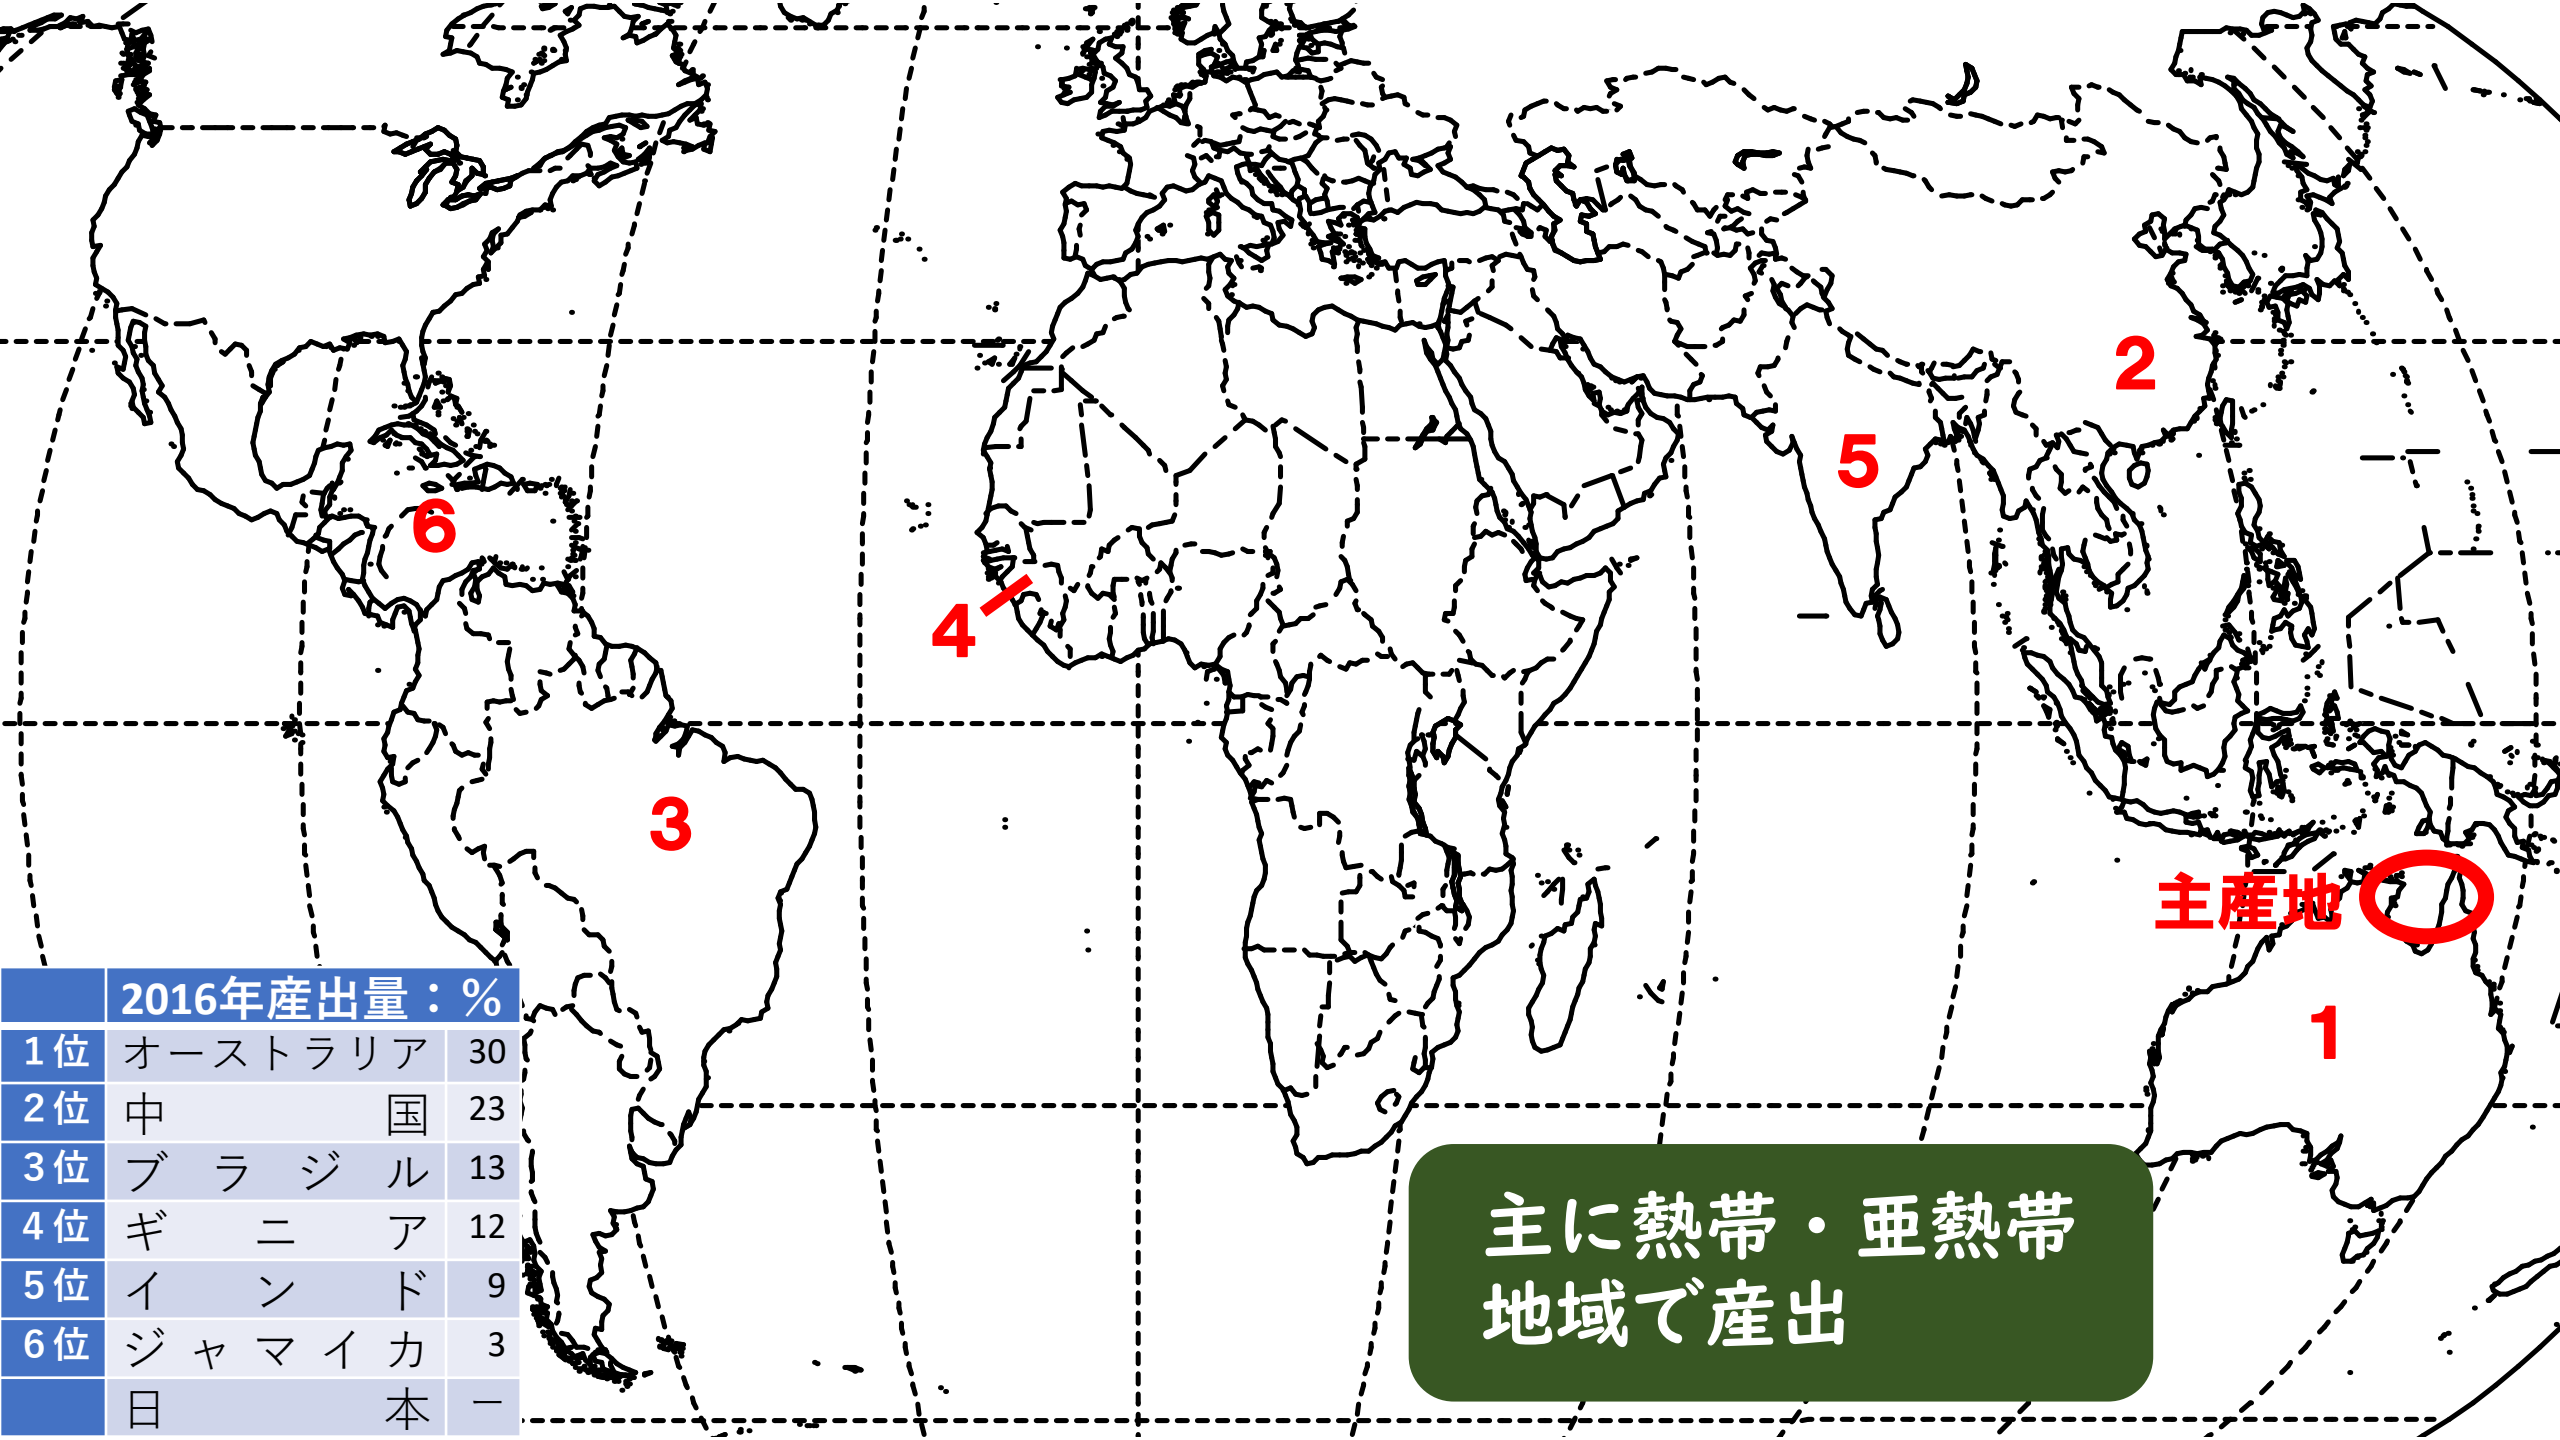 2
5
6
4
3
主産地
1
2016年産出量：％
1位 オーストラリア 30
2位 中国 23
3位 ブラジル 13
4位 ギニア 12
5位 インド 9
6位 ジャマイカ 3
日本 －
主に熱帯・亜熱帯
地域で産出